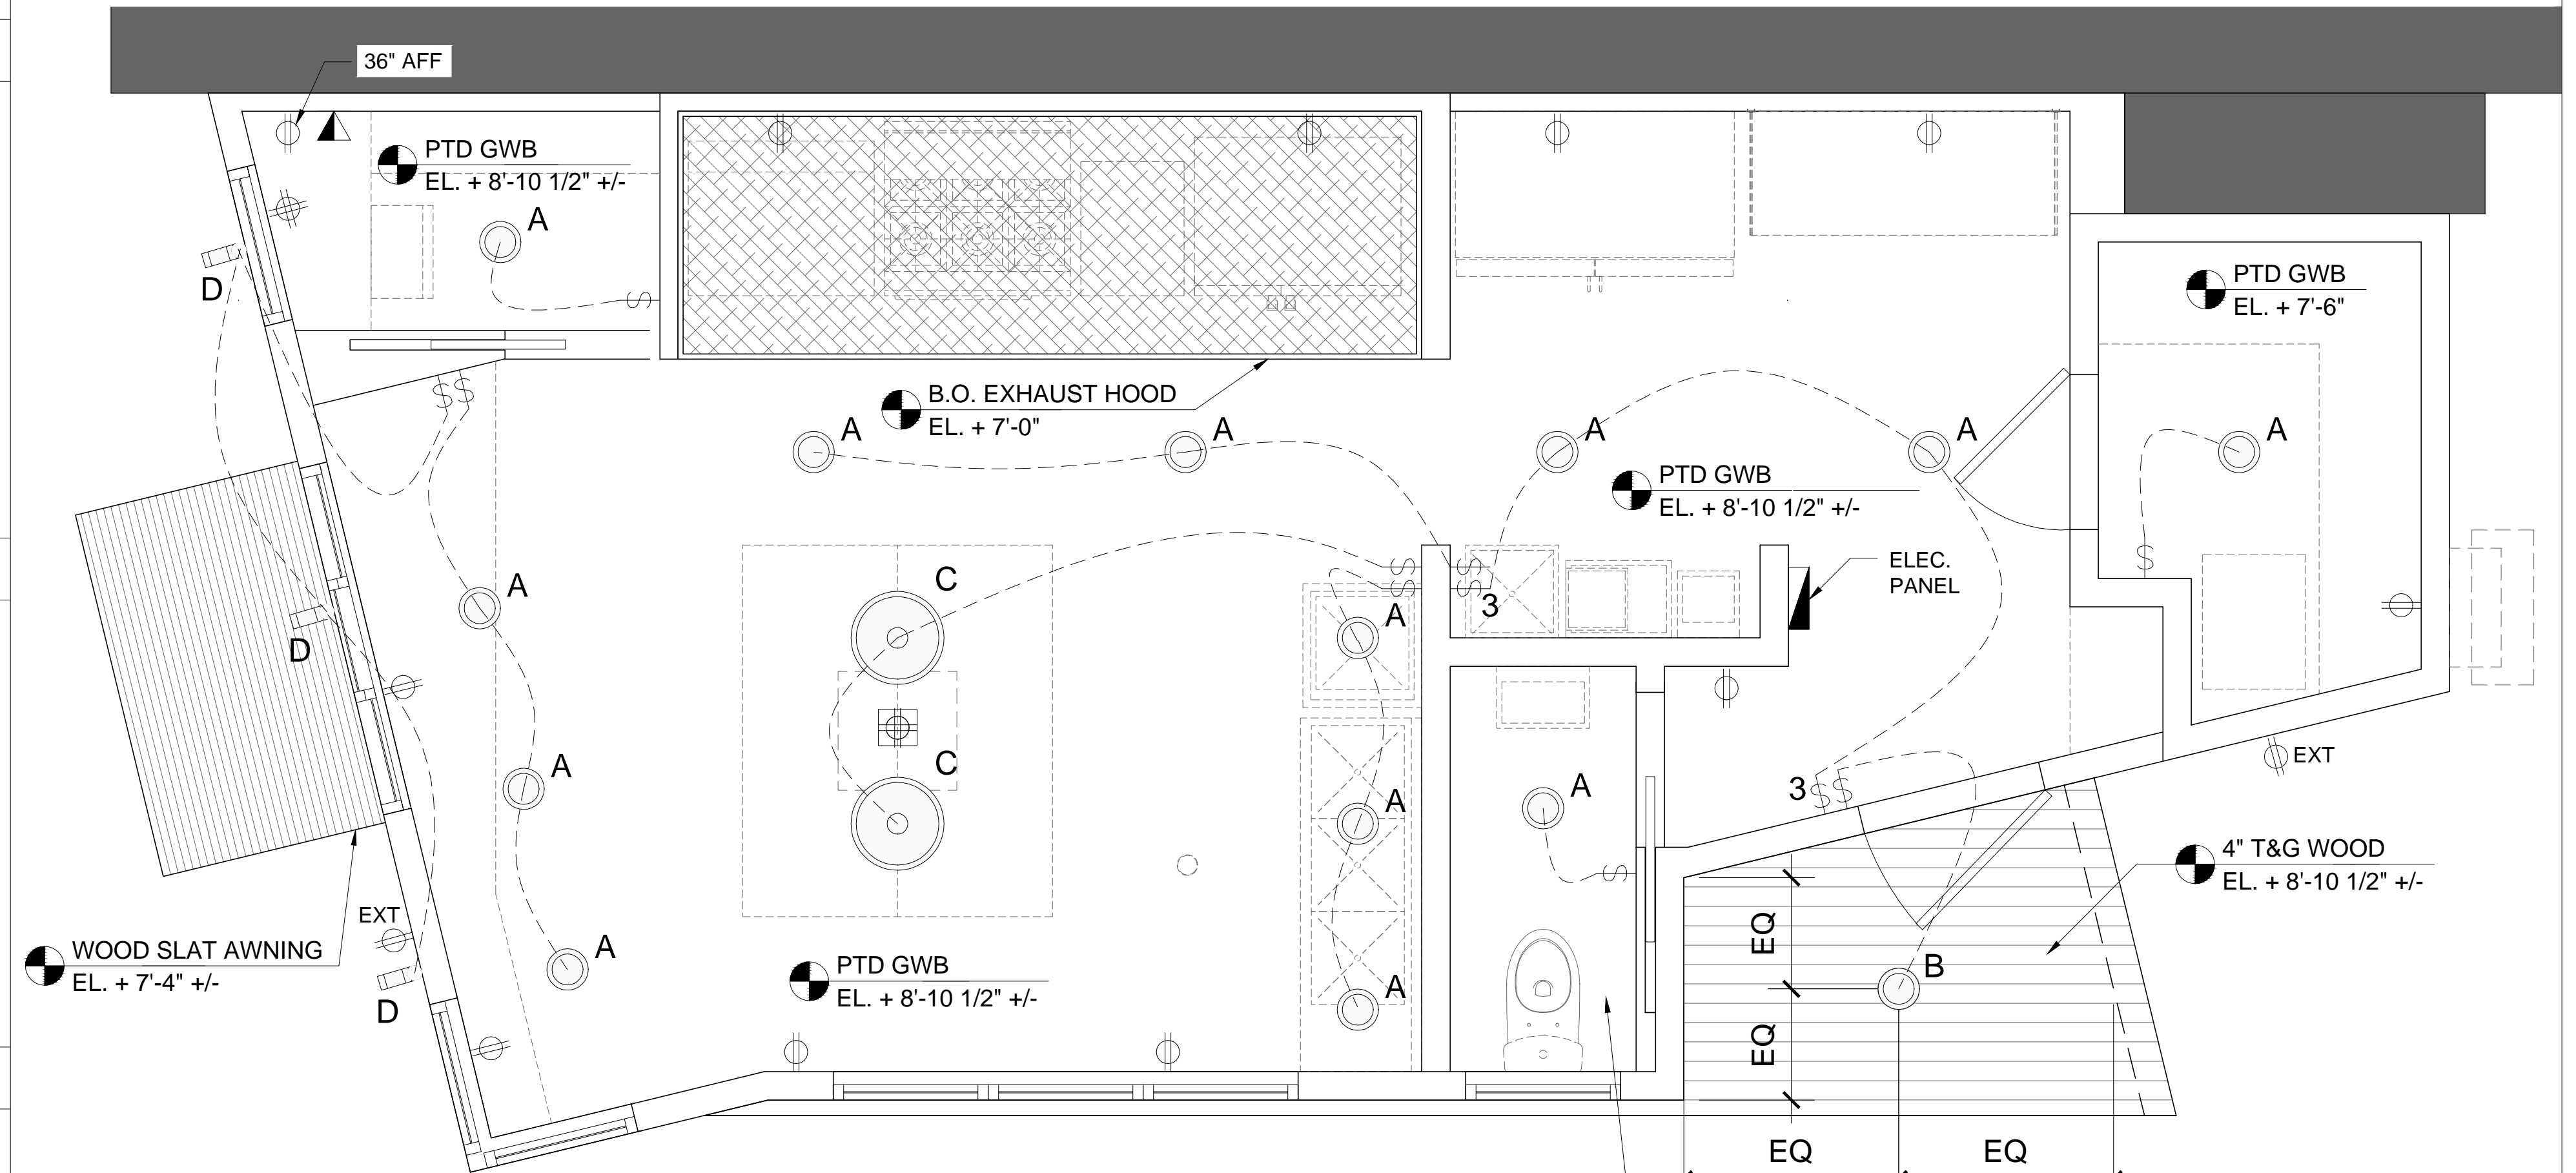 36" AFF
PTD GWB
EL. + 8'-10 1/2" +/-
A
S
D
PTD GWB
EL. + 7'-6"
B.O. EXHAUST HOOD
EL. + 7'-0"
S S
A
A
A
A
A
PTD GWB
EL. + 8'-10 1/2" +/-
ELEC.
PANEL
S
C
S S
S S
3
A
A
D
C
A
A
A
A
3 S S
EXT
S
4" T&G WOOD
EL. + 8'-10 1/2" +/-
EXT
WOOD SLAT AWNING
EL. + 7'-4" +/-
A
D
PTD GWB
EL. + 8'-10 1/2" +/-
A
EQ
B
EQ
EQ
EQ